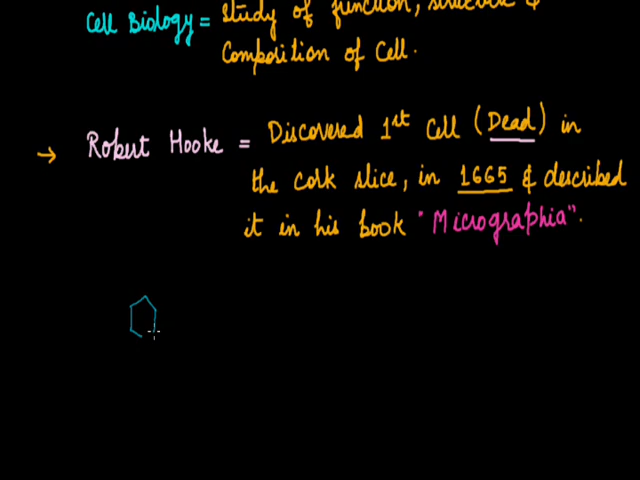 Cell Biology = Study of function, structure &
Composition of Cell.
→ Robert Hooke = Discovered 1st Cell (Dead) in
the cork slice, in 1665 & described
it in his book "Micrographia".